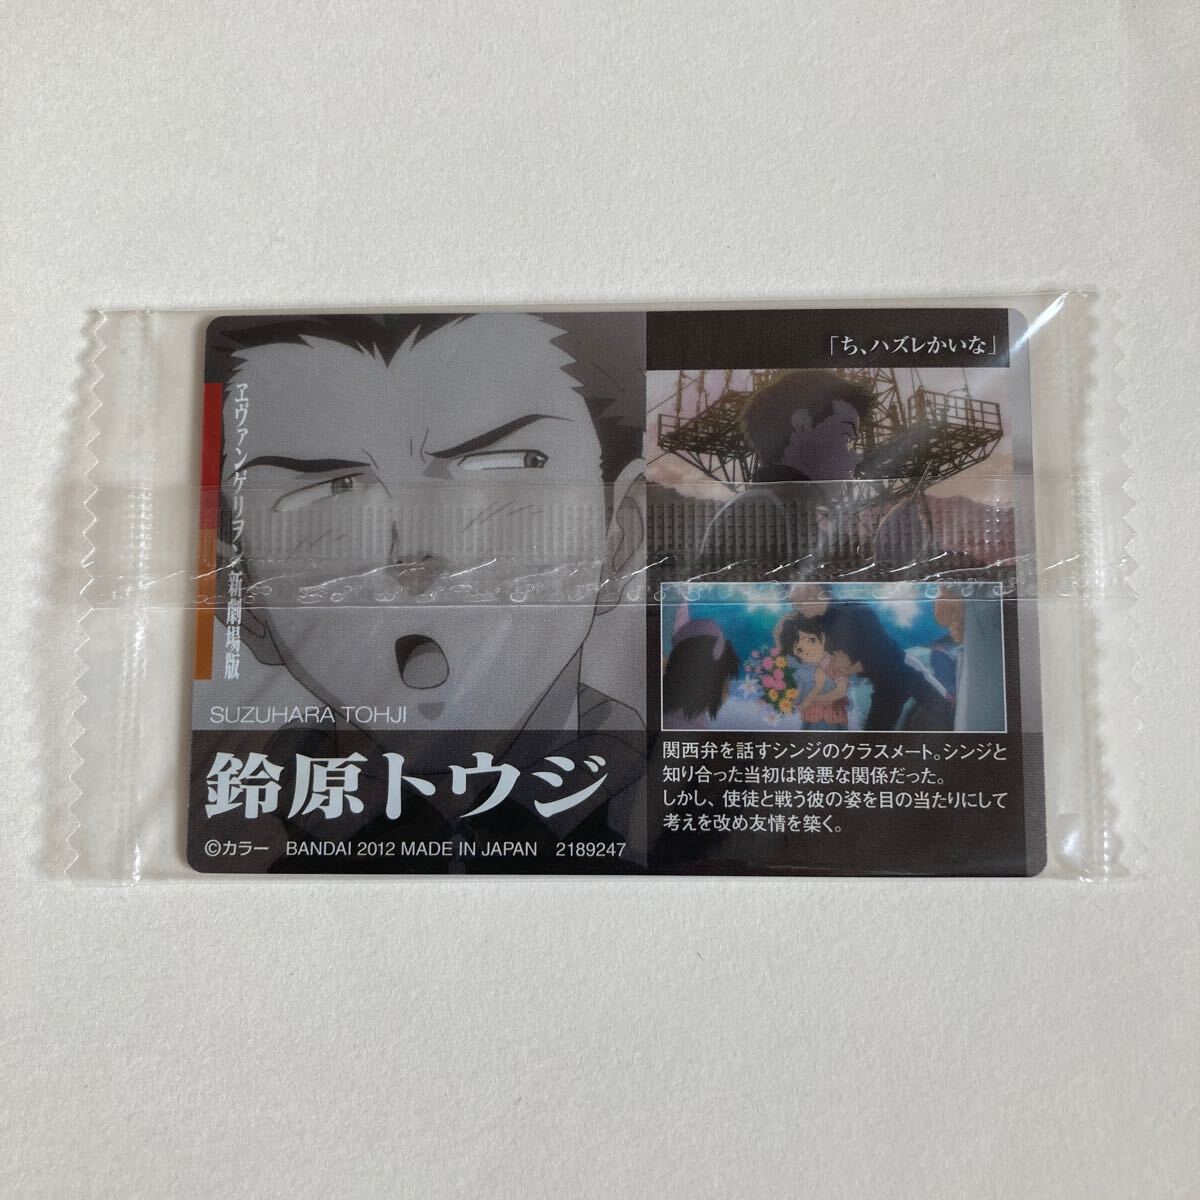 ヱヴァンゲリヲン新劇場版
SUZUHARA TOHJI
鈴原トウジ
©カラー BANDAI 2012 MADE IN JAPAN 2189247
「ち、ハズレかいな」
関西弁を話すシンジのクラスメート。シンジと
知り合った当初は険悪な関係だった。
しかし、使徒と戦う彼の姿を目の当たりにして
考えを改め友情を築く。